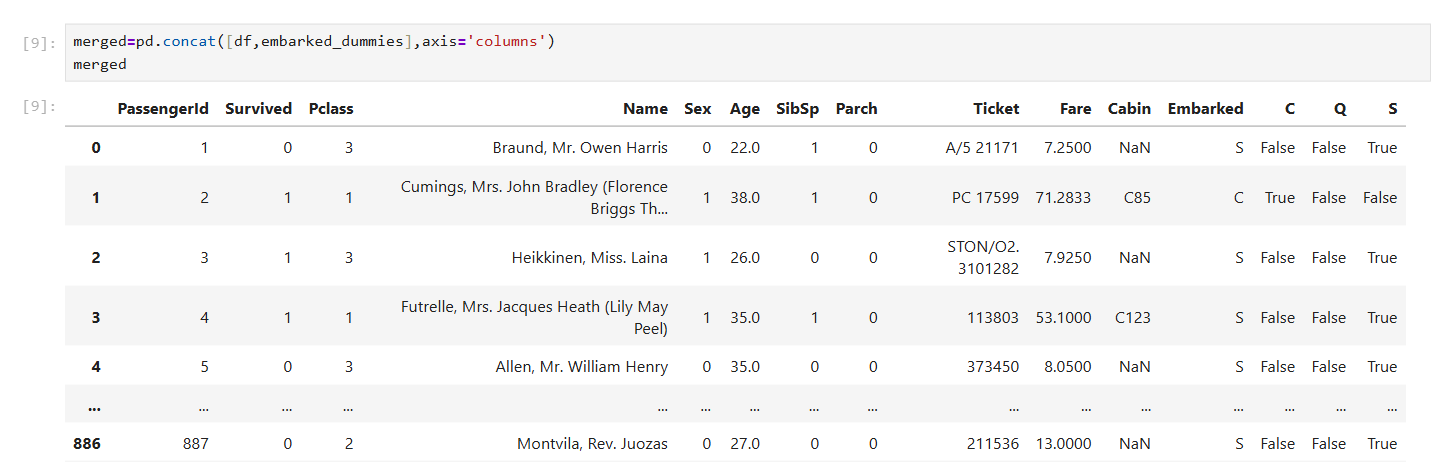 [9]: merged=pd.concat([df,embarked_dummies],axis='columns')
merged
[9]: PassengerId Survived Pclass Name Sex Age SibSp Parch Ticket Fare Cabin Embarked C Q S
0 1 0 3 Braund, Mr. Owen Harris 0 22.0 1 0 A/5 21171 7.2500 NaN S False False True
1 2 1 1 Cumings, Mrs. John Bradley (Florence
Briggs Th... 1 38.0 1 0 PC 17599 71.2833 C85 C True False False
2 3 1 3 Heikkinen, Miss. Laina 1 26.0 0 0 STON/O2.
3101282 7.9250 NaN S False False True
3 4 1 1 Futrelle, Mrs. Jacques Heath (Lily May
Peel) 1 35.0 1 0 113803 53.1000 C123 S False False True
4 5 0 3 Allen, Mr. William Henry 0 35.0 0 0 373450 8.0500 NaN S False False True
... ... ... ... ... ... ... ... ... ... ... ... ... ... ... ...
886 887 0 2 Montvila, Rev. Juozas 0 27.0 0 0 211536 13.0000 NaN S False False True